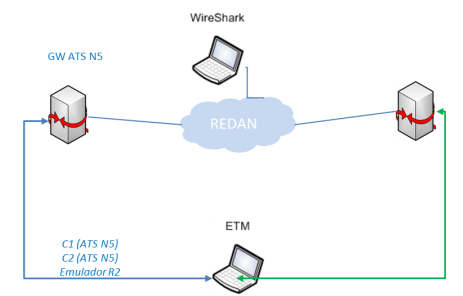 WireShark
GW ATS N5
REDAN
ETM
C1 (ATS N5)
C2 (ATS N5)
Emulador R2